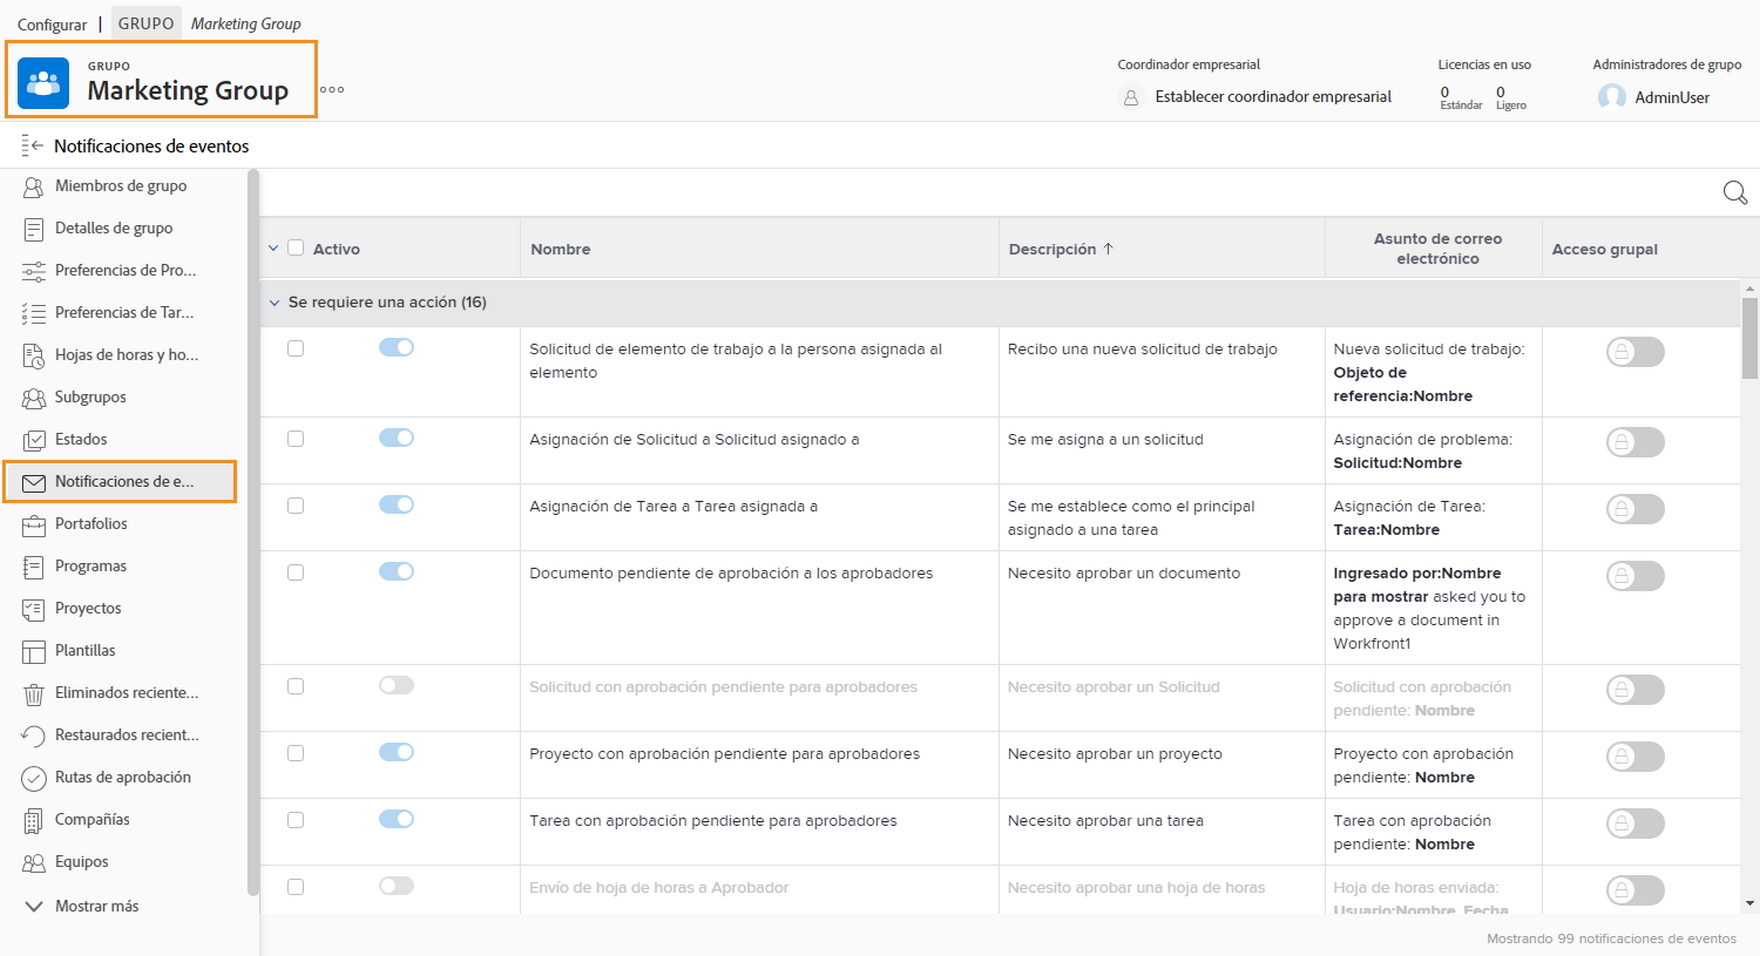 Configurar | GRUPO Marketing Group
GRUPO
Marketing Group
Coordinador empresarial
Establecer coordinador empresarial
Licencias en uso
0 0
Estándar Ligero
Administradores de grupo
AdminUser
Notificaciones de eventos
Miembros de grupo
Detalles de grupo
Preferencias de Pro...
Preferencias de Tar...
Hojas de horas y ho...
Subgrupos
Estados
Notificaciones de e...
Portafolios
Programas
Proyectos
Plantillas
Eliminados reciente...
Restaurados recient...
Rutas de aprobación
Compañías
Equipos
Mostrar más
Activo
Nombre
Descripción ↑
Asunto de correo
electrónico
Acceso grupal
Se requiere una acción (16)
Solicitud de elemento de trabajo a la persona asignada al
elemento
Recibo una nueva solicitud de trabajo
Nueva solicitud de trabajo:
Objeto de
referencia:Nombre
Asignación de Solicitud a Solicitud asignado a
Se me asigna a un solicitud
Asignación de problema:
Solicitud:Nombre
Asignación de Tarea a Tarea asignada a
Se me establece como el principal
asignado a una tarea
Asignación de Tarea:
Tarea:Nombre
Documento pendiente de aprobación a los aprobadores
Necesito aprobar un documento
Ingresado por:Nombre
para mostrar asked you to
approve a document in
Workfront1
Solicitud con aprobación pendiente para aprobadores
Necesito aprobar un Solicitud
Solicitud con aprobación
pendiente: Nombre
Proyecto con aprobación pendiente para aprobadores
Necesito aprobar un proyecto
Proyecto con aprobación
pendiente: Nombre
Tarea con aprobación pendiente para aprobadores
Necesito aprobar una tarea
Tarea con aprobación
pendiente: Nombre
Envío de hoja de horas a Aprobador
Necesito aprobar una hoja de horas
Hoja de horas enviada:
Usuario:Nombre, Fecha
Mostrando 99 notificaciones de eventos